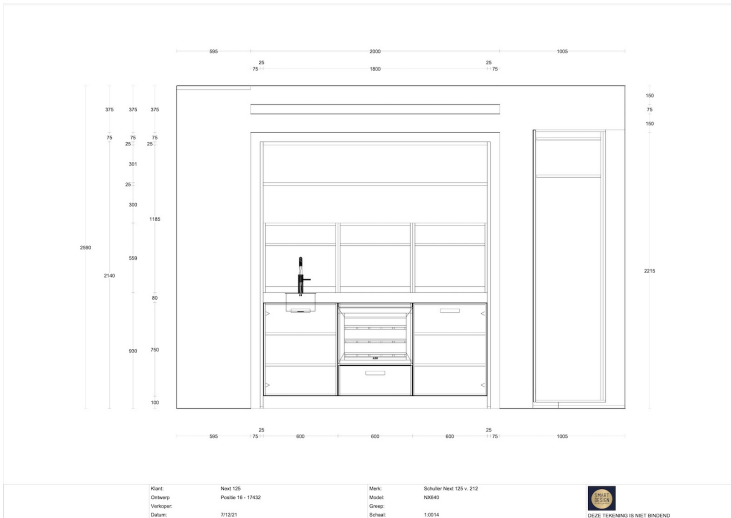 595 2000 1005
25 25
75 1800 75
375 375 375
75 75 75
25 25
301
25
300
1185
559
2590
2140
80
930 750
100
150
75
150
2215
25 25
595 75 600 600 600 75 1005
Klant: Next 125 Merk: Schuller Next 125 v. 212
Ontwerp: Positie 16 - 17432 Model: NX640
Verkoper: Greep:
Datum: 7/12/21 Schaal: 1:0014
SMART DESIGN
DEZE TEKENING IS NIET BINDEND